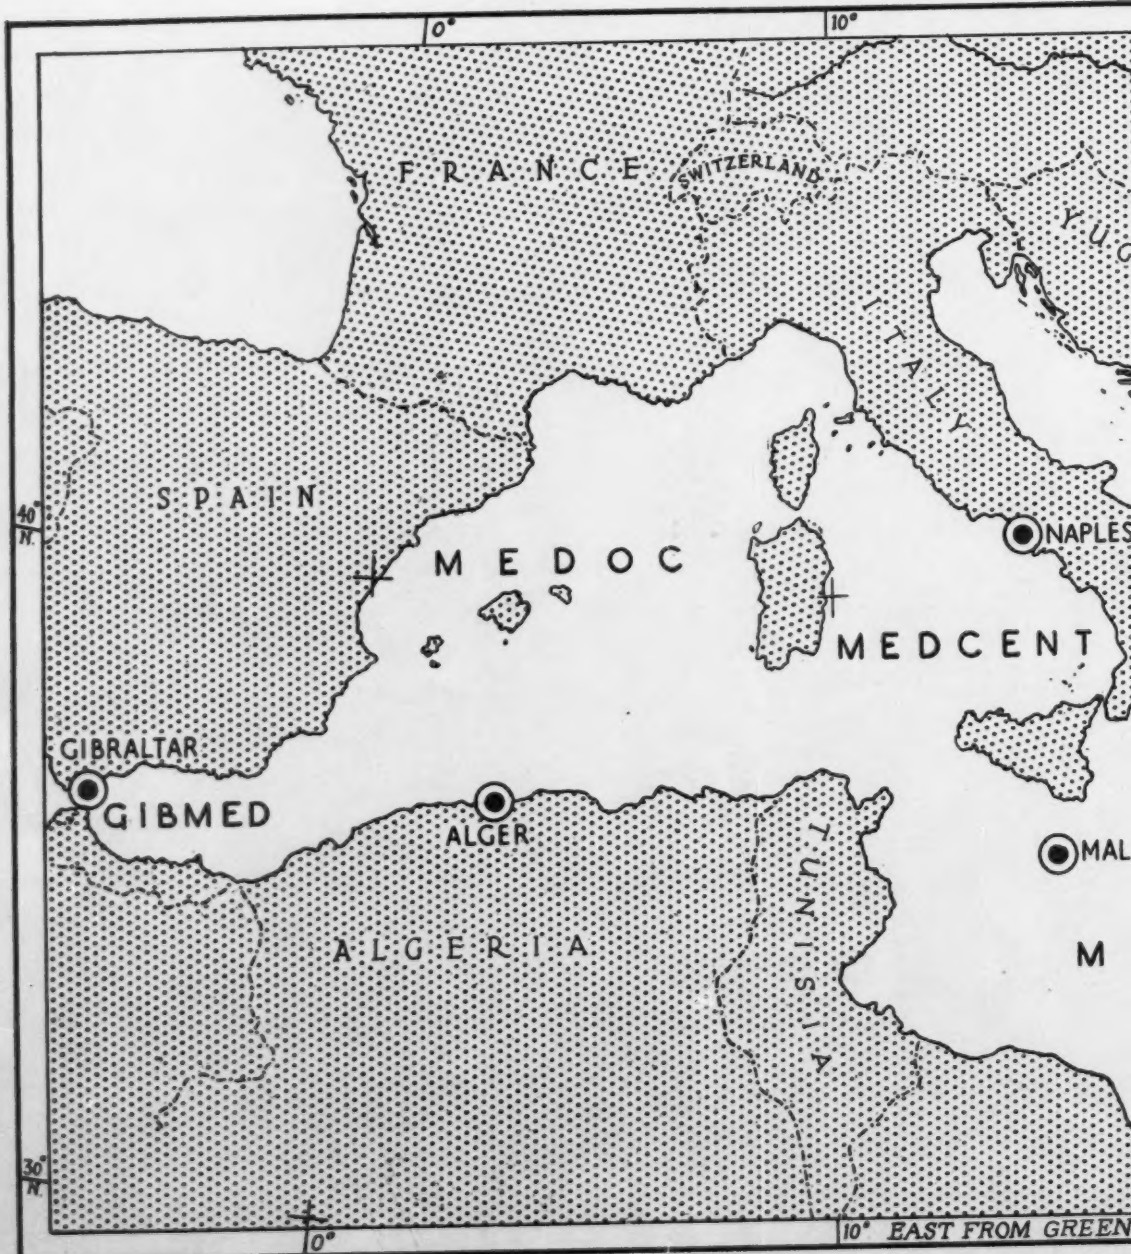 0° 10°
FRANCE
SWITZERLAND
YUG
ITALY
SPAIN
40°
N.
NAPLES
MEDOC
MEDCENT
GIBRALTAR
GIBMED
ALGER
TUNISIA
MAL
ALGERIA
M
30°
N.
0° 10° EAST FROM GREEN